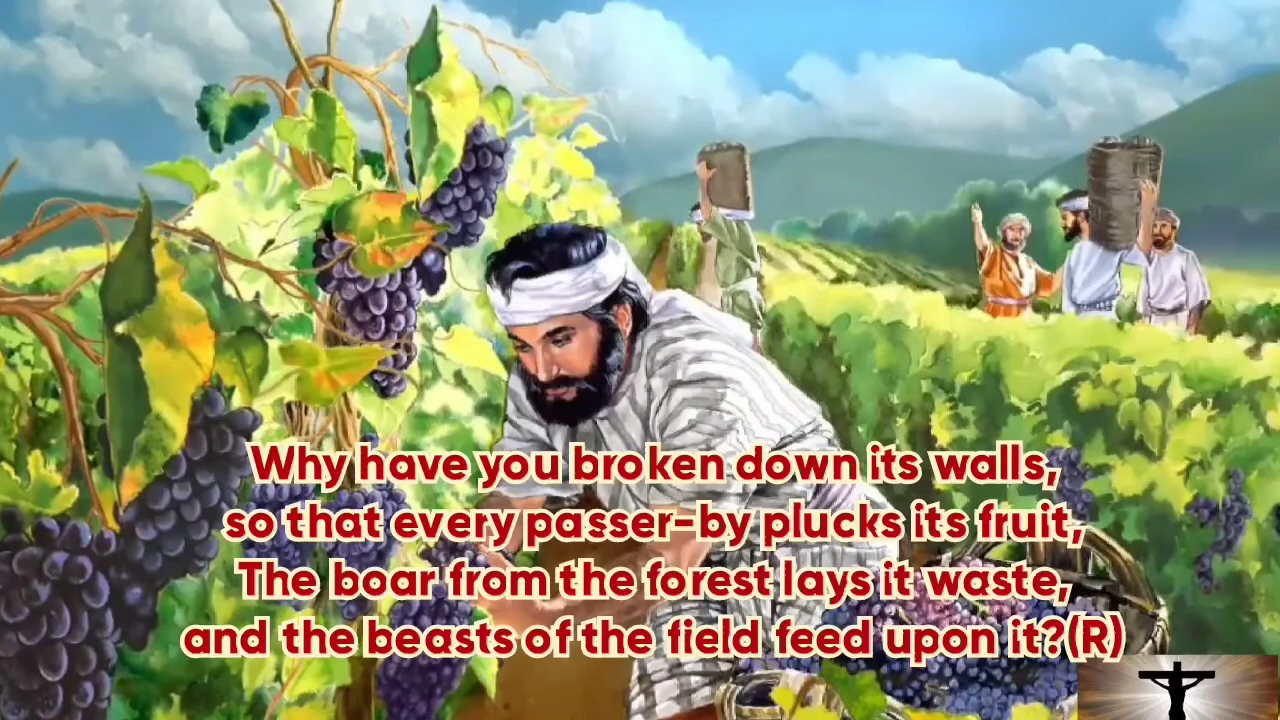 Why have you broken down its walls,
so that every passer-by plucks its fruit,
The boar from the forest lays it waste,
and the beasts of the field feed upon it?(R)